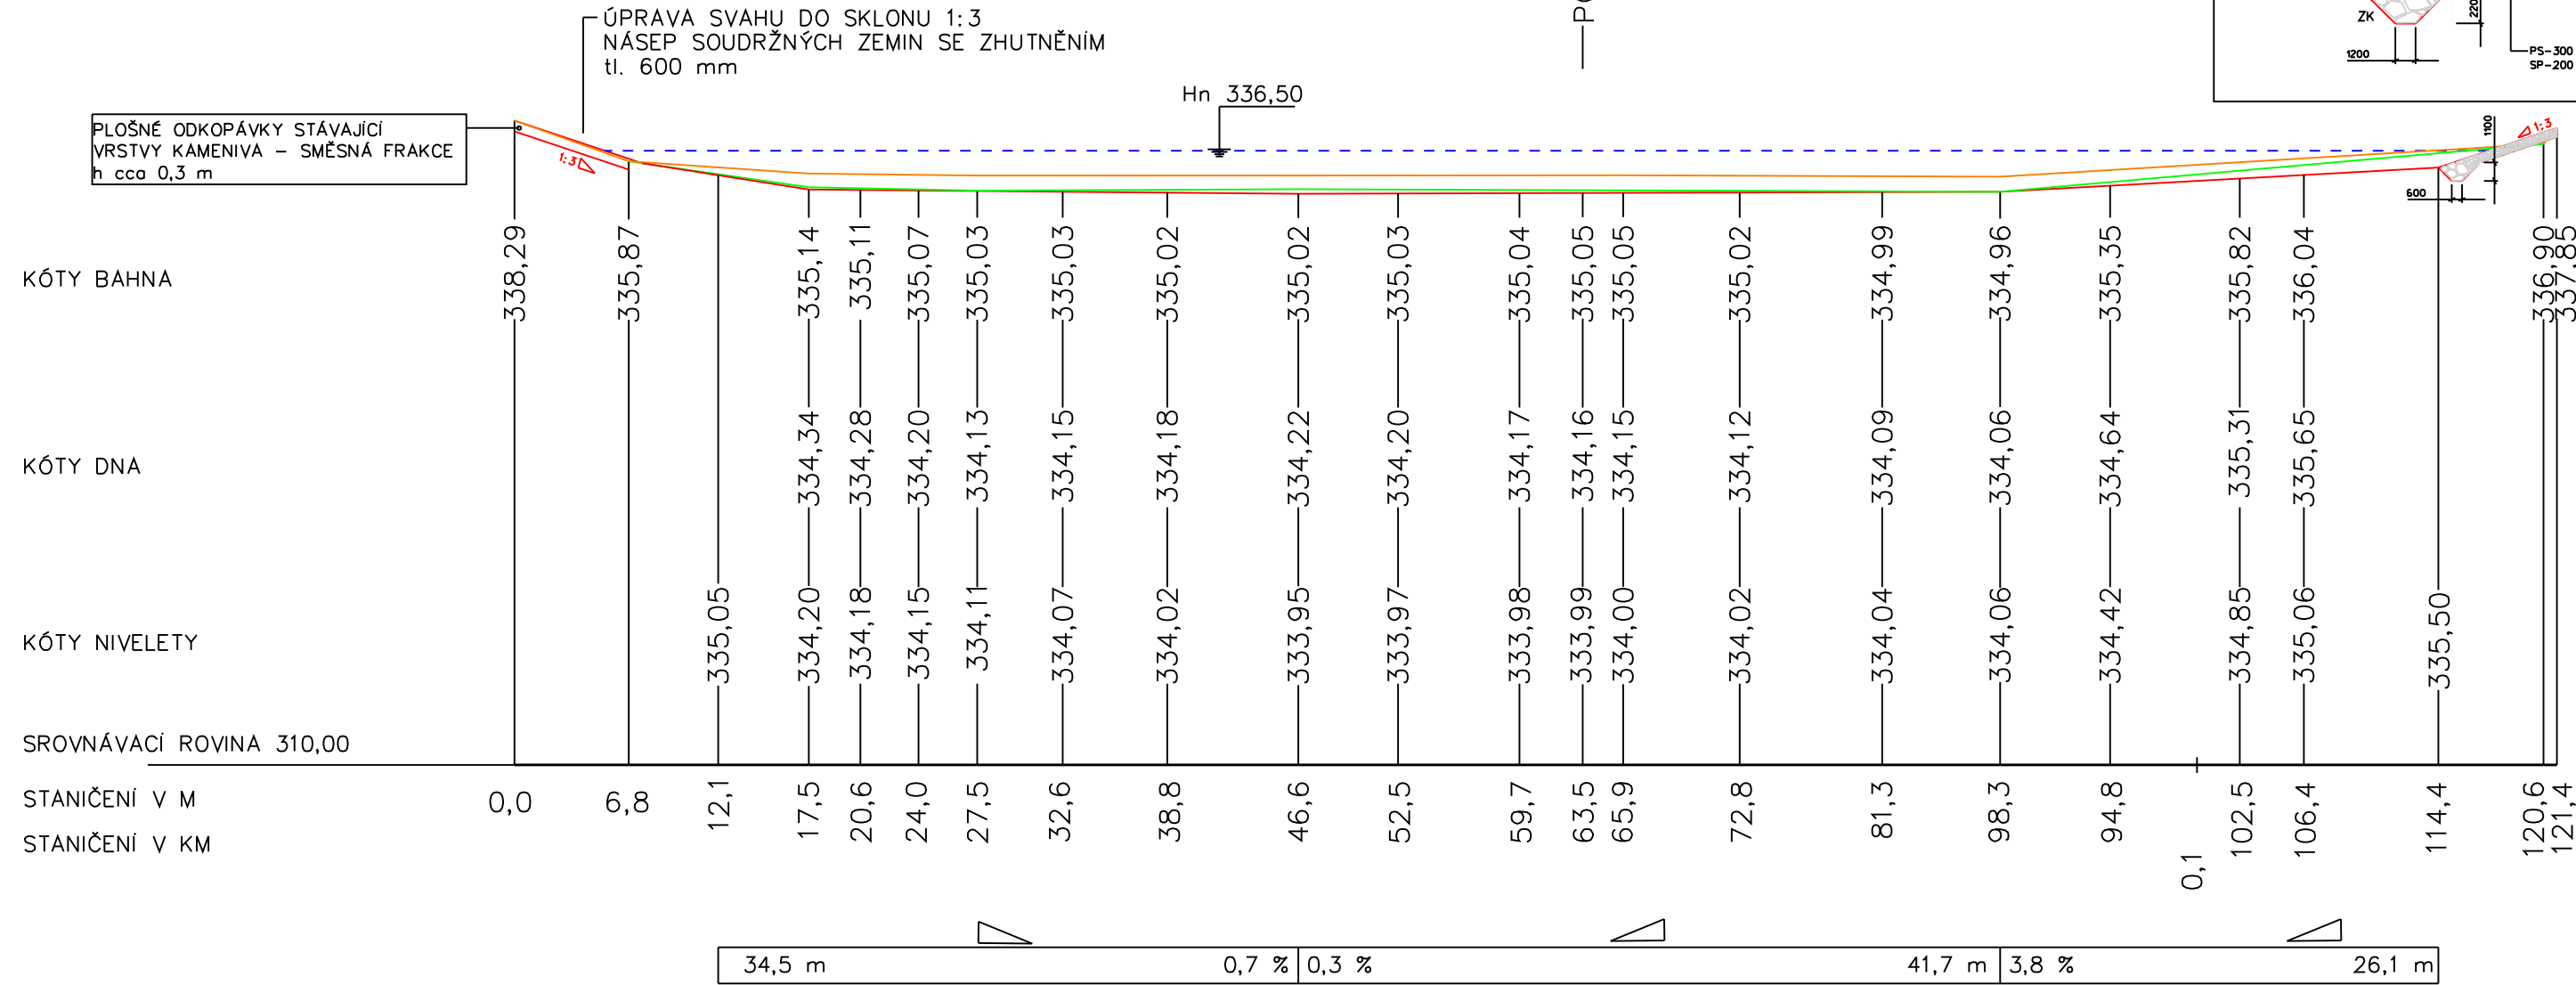 ÚPRAVA SVAHU DO SKLONU 1:3
NÁSEP SOUDRŽNÝCH ZEMIN SE ZHUTNĚNÍM
tl. 600 mm
ZK
220
1200
PS-300
SP-200
Hn 336,50
PLOŠNÉ ODKOPÁVKY STÁVAJÍCÍ
VRSTVY KAMENIVA - SMĚSNÁ FRAKCE
h cca 0,3 m
1:3
1100
1:3
600
KÓTY BAHNA
338,29 335,87 335,14 335,11 335,07 335,03 335,03 335,02 335,02 335,03 335,04 335,05 335,05 335,02 334,99 334,96 335,35 335,82 336,04 336,90 337,85
KÓTY DNA
334,34 334,28 334,20 334,13 334,15 334,18 334,22 334,20 334,17 334,16 334,15 334,12 334,09 334,06 334,64 335,31 335,65
KÓTY NIVELETY
335,05 334,20 334,18 334,15 334,11 334,07 334,02 333,95 333,97 333,98 333,99 334,00 334,02 334,04 334,06 334,42 334,85 335,06 335,50
SROVNÁVACÍ ROVINA 310,00
STANIČENÍ V M
0,0 6,8 12,1 17,5 20,6 24,0 27,5 32,6 38,8 46,6 52,5 59,7 63,5 65,9 72,8 81,3 98,3 94,8 102,5 106,4 114,4 120,6 121,4
STANIČENÍ V KM
0,1
34,5 m 0,7 % 0,3 % 41,7 m 3,8 % 26,1 m